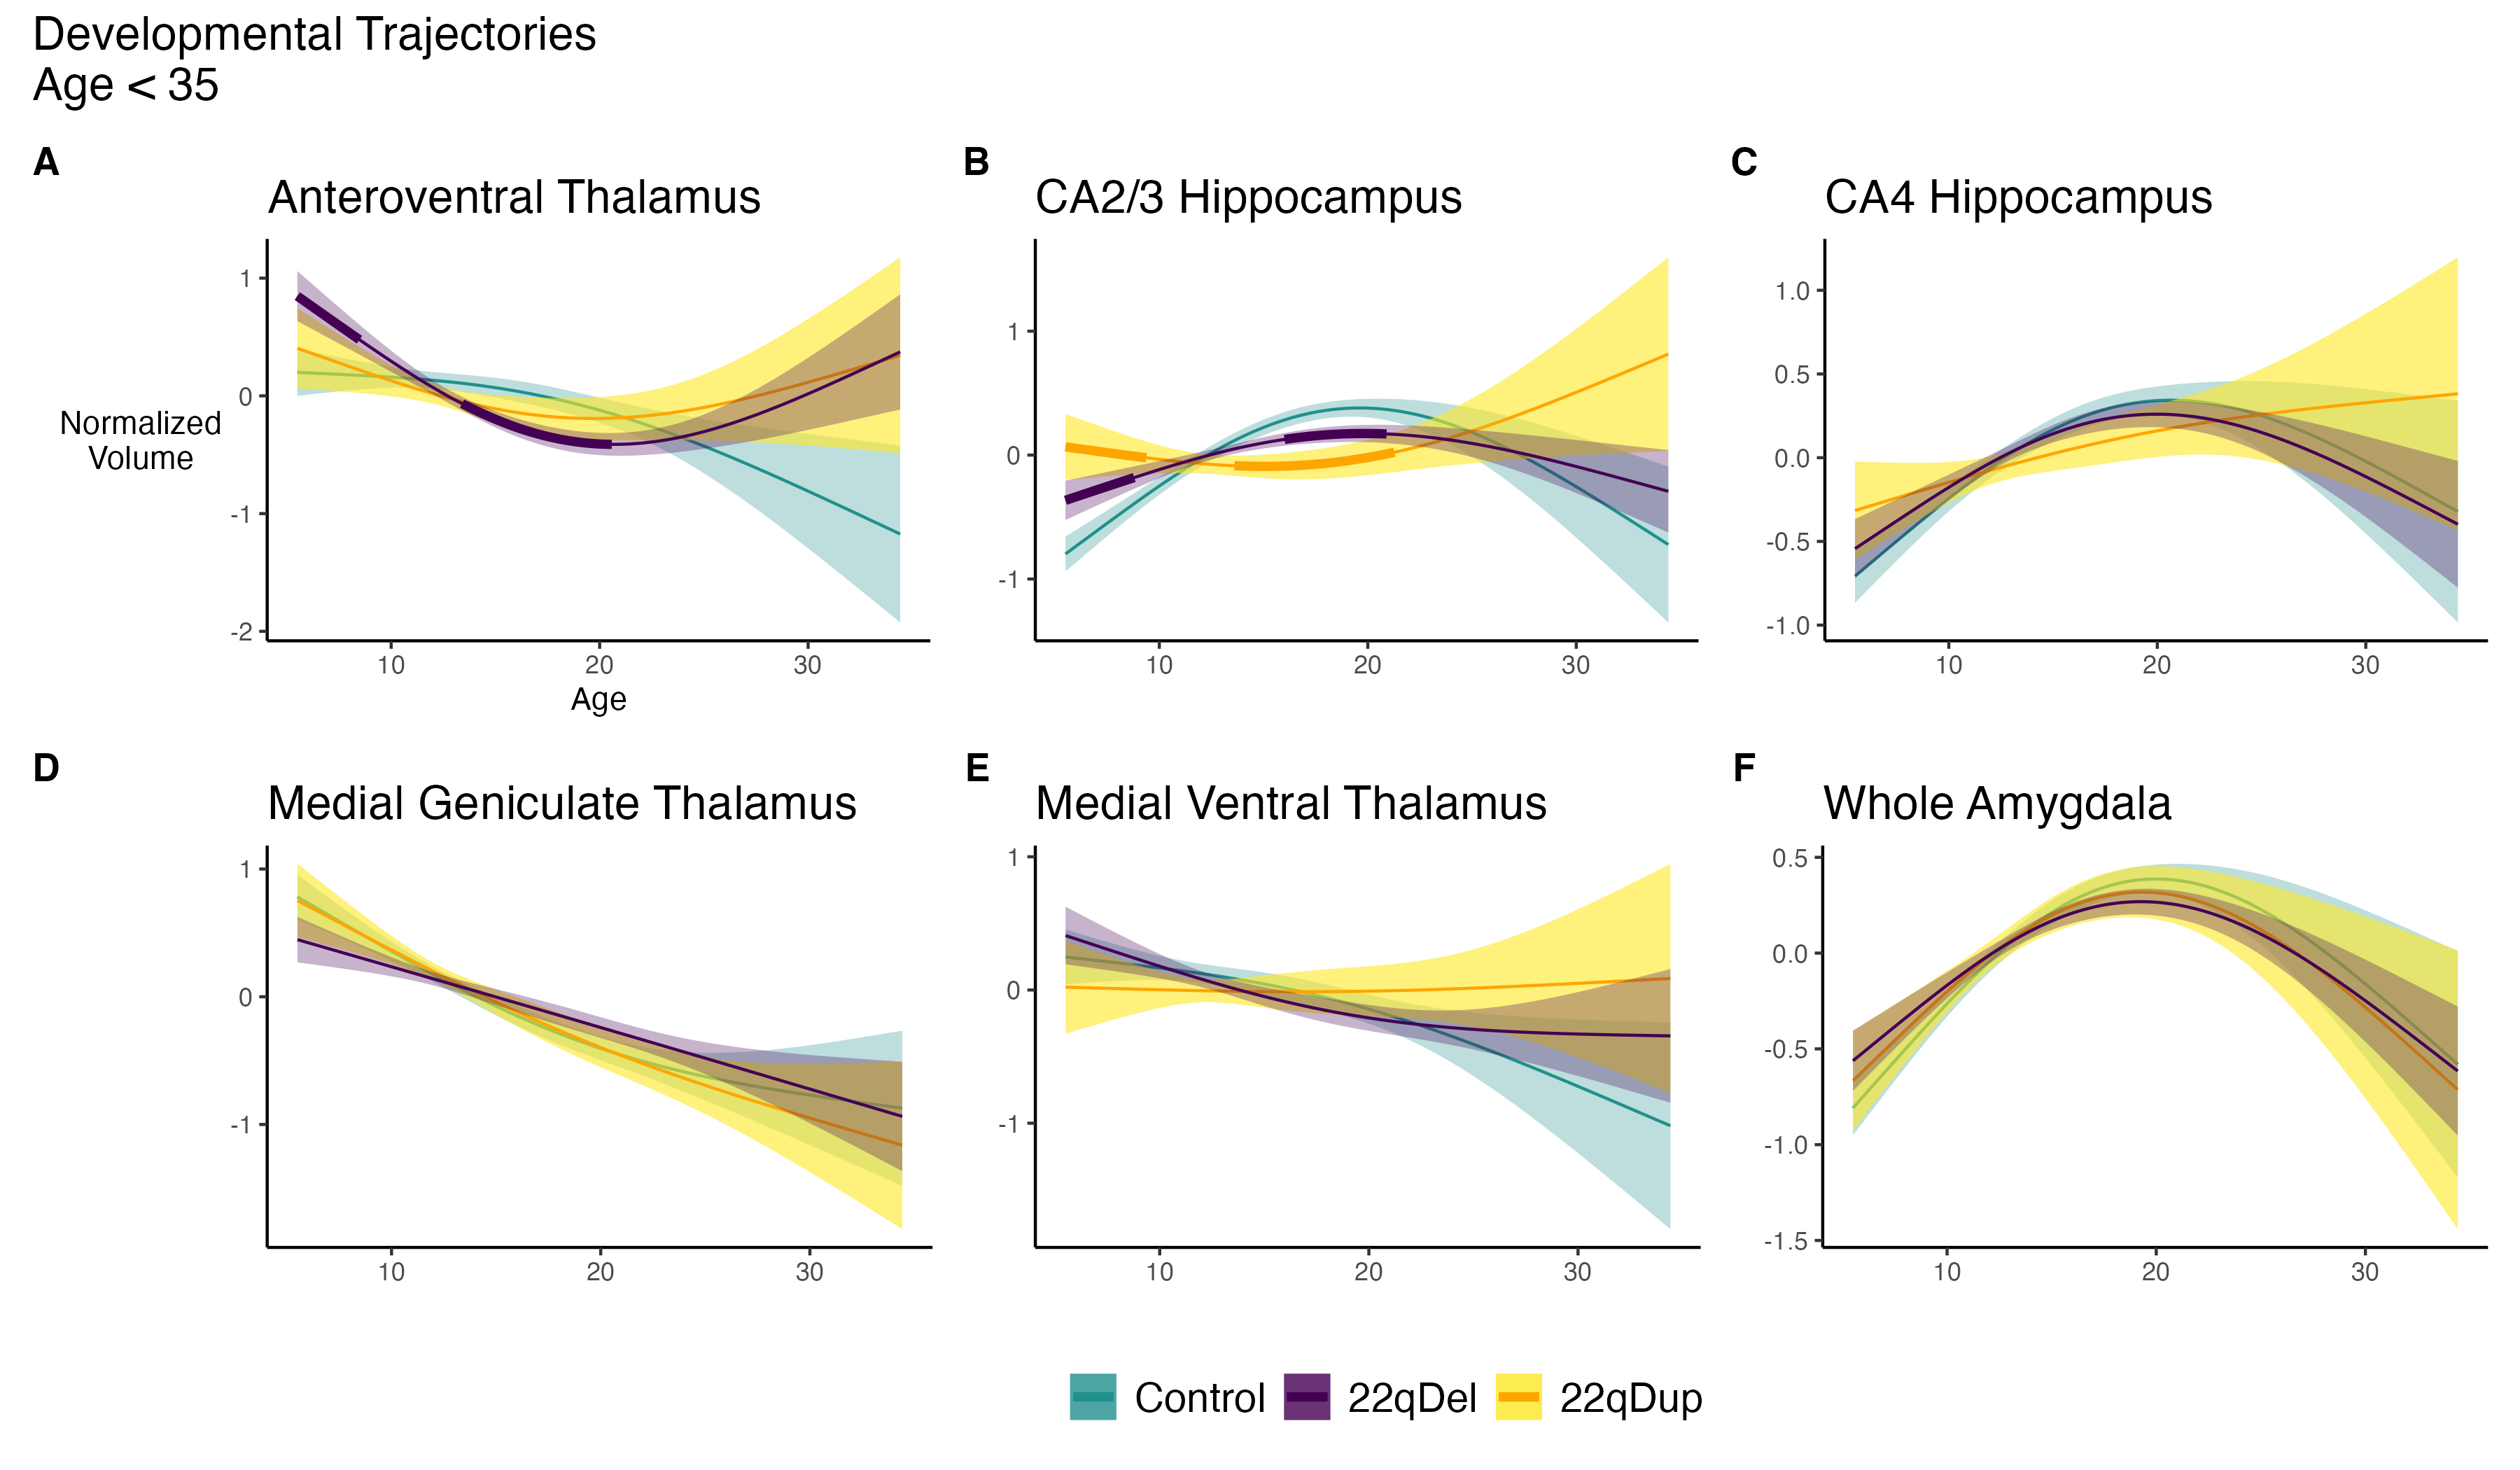 Developmental Trajectories
Age < 35
A
Anteroventral Thalamus
Normalized
Volume
1
0
-1
-2
10 20 30
Age
B
CA2/3 Hippocampus
1
0
-1
10 20 30
C
CA4 Hippocampus
1.0
0.5
0.0
-0.5
-1.0
10 20 30
D
Medial Geniculate Thalamus
1
0
-1
10 20 30
E
Medial Ventral Thalamus
1
0
-1
10 20 30
F
Whole Amygdala
0.5
0.0
-0.5
-1.0
-1.5
10 20 30
Control 22qDel 22qDup